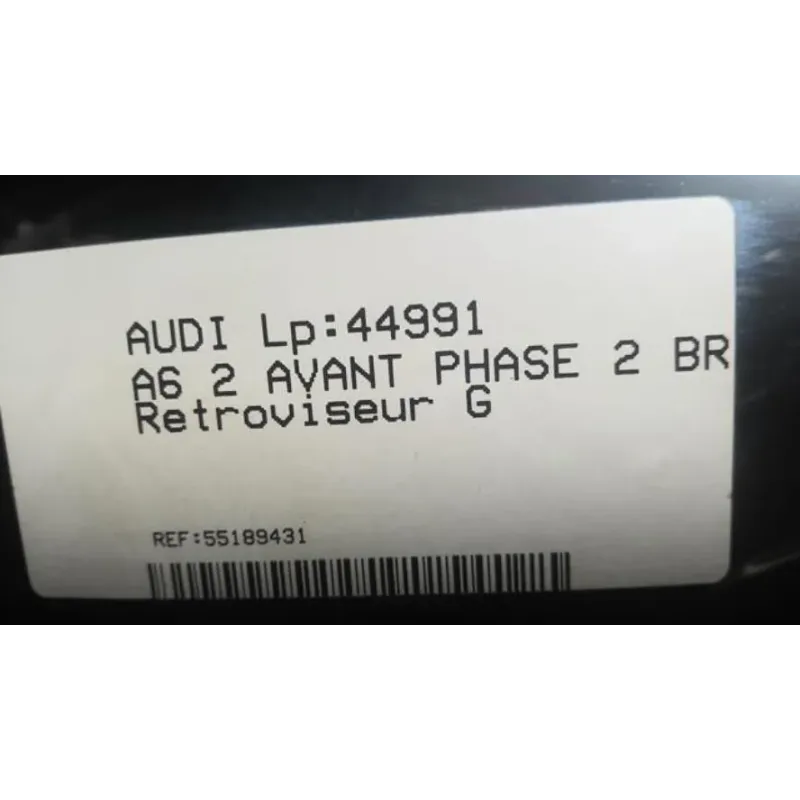 AUDI Lp:44991
A6 2 AVANT PHASE 2 BR
Retroviseur G
REF:55189431